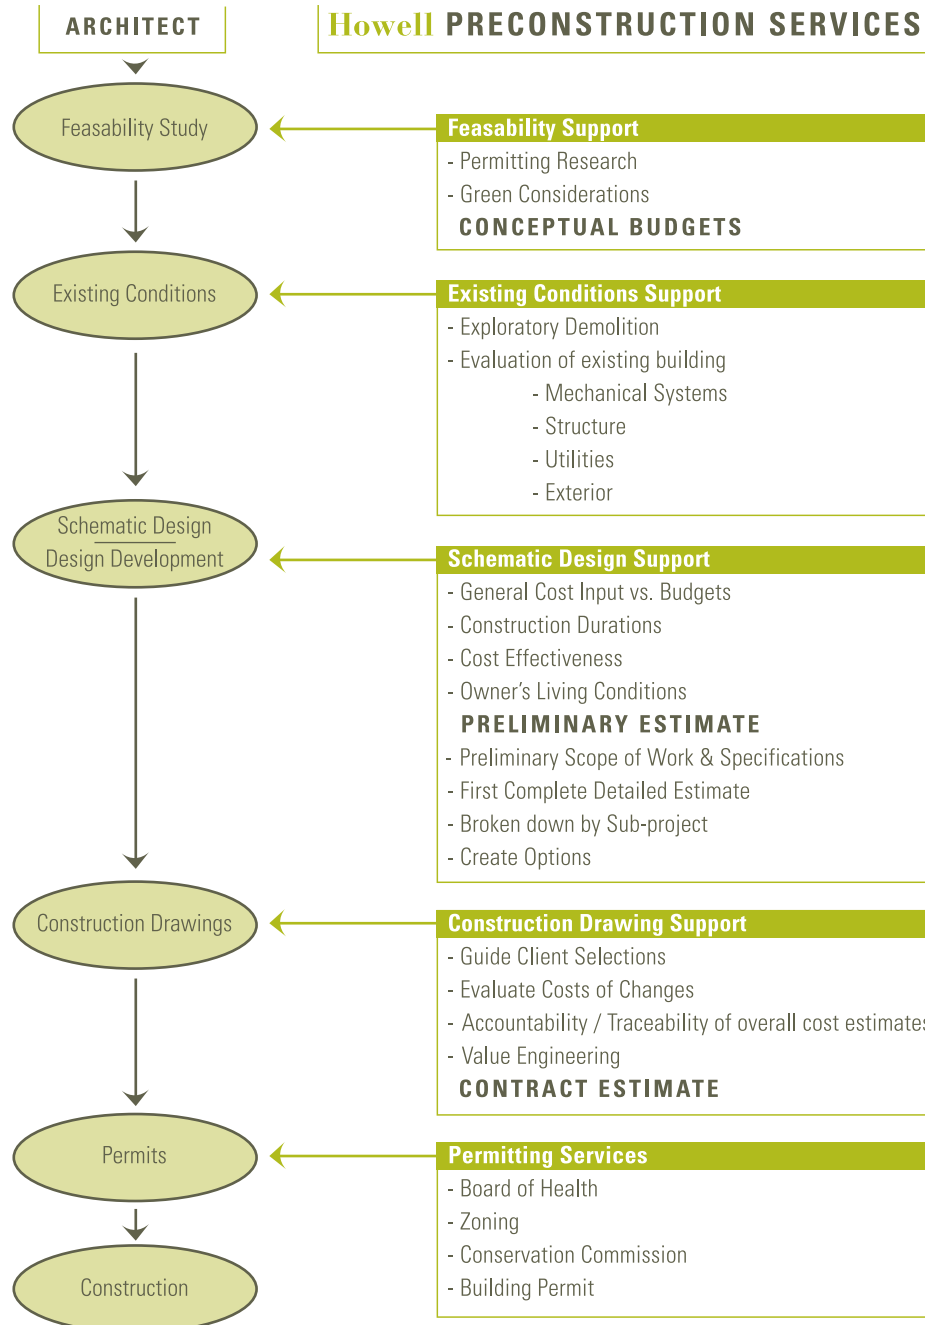 ARCHITECT
Howell PRECONSTRUCTION SERVICES
Feasability Study
Feasability Support
- Permitting Research
- Green Considerations
CONCEPTUAL BUDGETS
Existing Conditions
Existing Conditions Support
- Exploratory Demolition
- Evaluation of existing building
- Mechanical Systems
- Structure
- Utilities
- Exterior
Schematic Design
Design Development
Schematic Design Support
- General Cost Input vs. Budgets
- Construction Durations
- Cost Effectiveness
- Owner's Living Conditions
PRELIMINARY ESTIMATE
- Preliminary Scope of Work & Specifications
- First Complete Detailed Estimate
- Broken down by Sub-project
- Create Options
Construction Drawings
Construction Drawing Support
- Guide Client Selections
- Evaluate Costs of Changes
- Accountability / Traceability of overall cost estimates
- Value Engineering
CONTRACT ESTIMATE
Permits
Permitting Services
- Board of Health
- Zoning
- Conservation Commission
- Building Permit
Construction